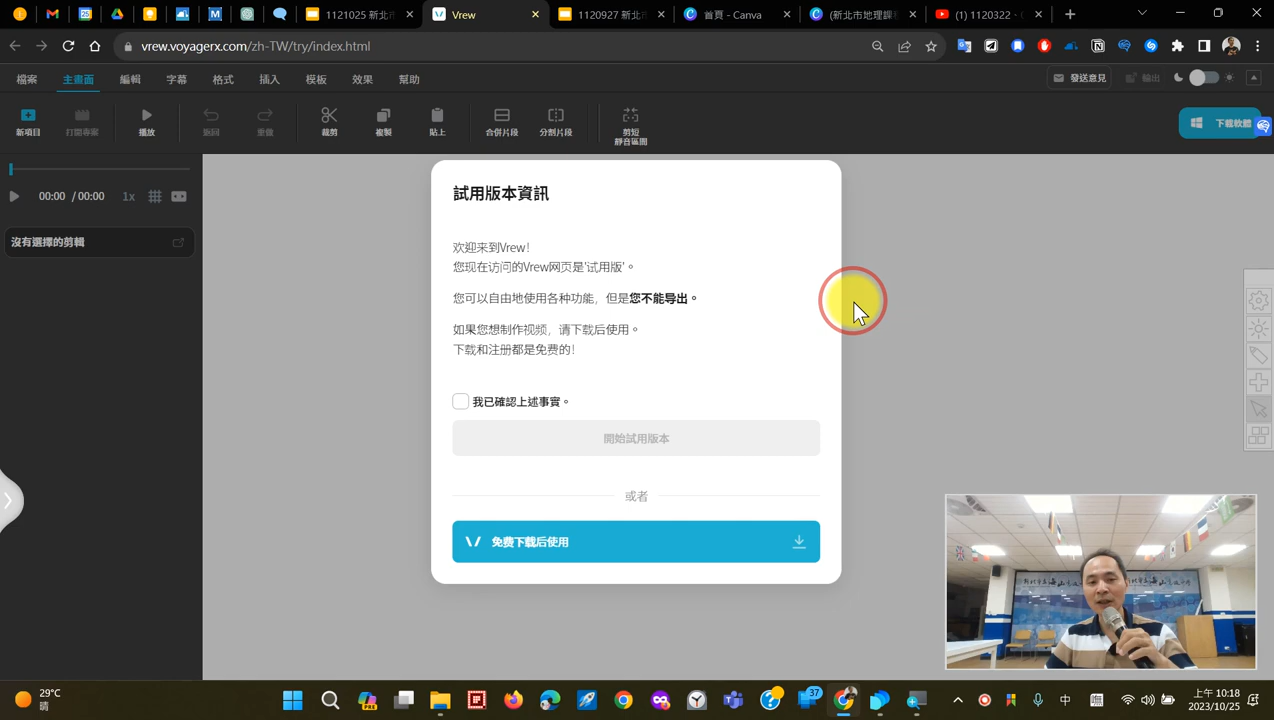 1121025 新北市
Vrew
1120927 新北市
首頁 - Canva
(新北市地理課
(1) 1120322 - C
vrew.voyagerx.com/zh-TW/try/index.html
檔案
主畫面
編輯
字幕
格式
插入
模板
效果
幫助
發送意見
輸出
新項目
打開專案
播放
返回
重做
裁剪
複製
貼上
合併片段
分割片段
剪短
靜音區間
下載軟體
00:00 / 00:00
1x
沒有選擇的剪輯
試用版本資訊
欢迎来到Vrew!
您现在访问的Vrew网页是'试用版'。
您可以自由地使用各种功能，但是您不能导出。
如果您想制作视频，请下载后使用。
下载和注册都是免费的！
我已確認上述事實。
開始試用版本
或者
免费下载后使用
29°C
晴
PRE
37
中
上午 10:18
2023/10/25